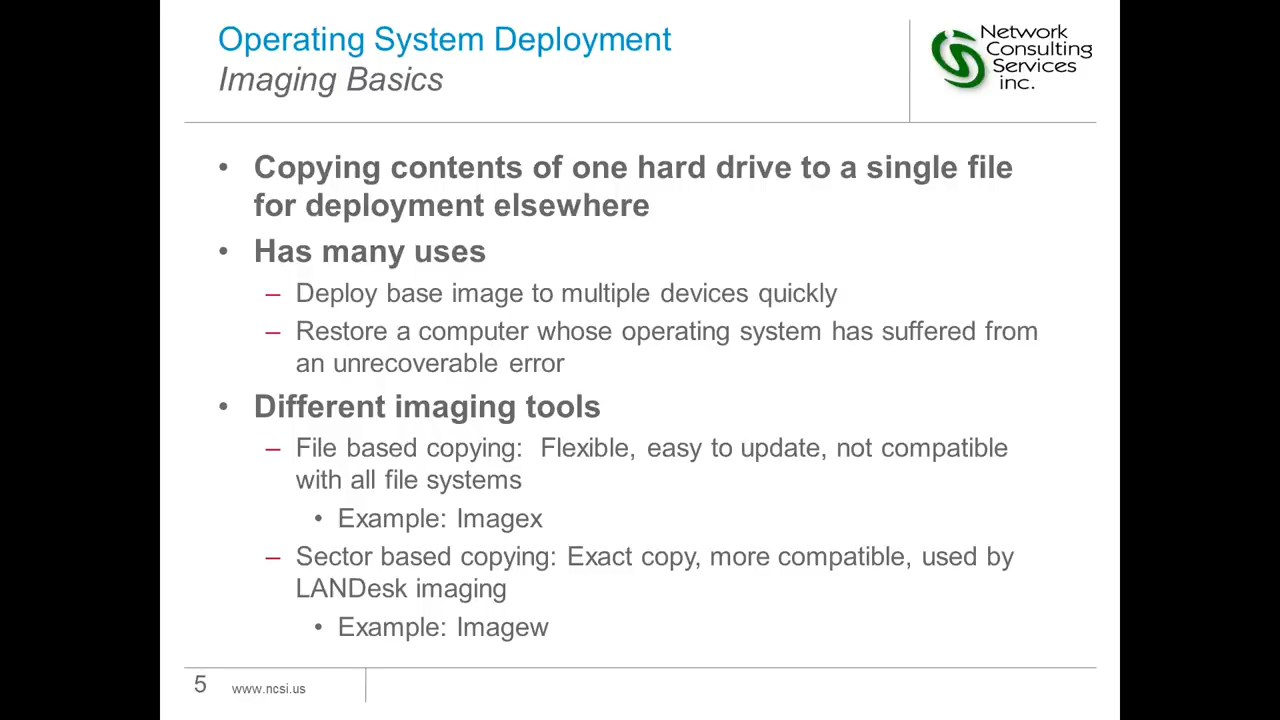 Operating System Deployment
Imaging Basics
Network
Consulting
Services
inc.
• Copying contents of one hard drive to a single file
for deployment elsewhere
• Has many uses
– Deploy base image to multiple devices quickly
– Restore a computer whose operating system has suffered from
an unrecoverable error
• Different imaging tools
– File based copying:  Flexible, easy to update, not compatible
with all file systems
• Example: Imagex
– Sector based copying: Exact copy, more compatible, used by
LANDesk imaging
• Example: Imagew
5 www.ncsi.us